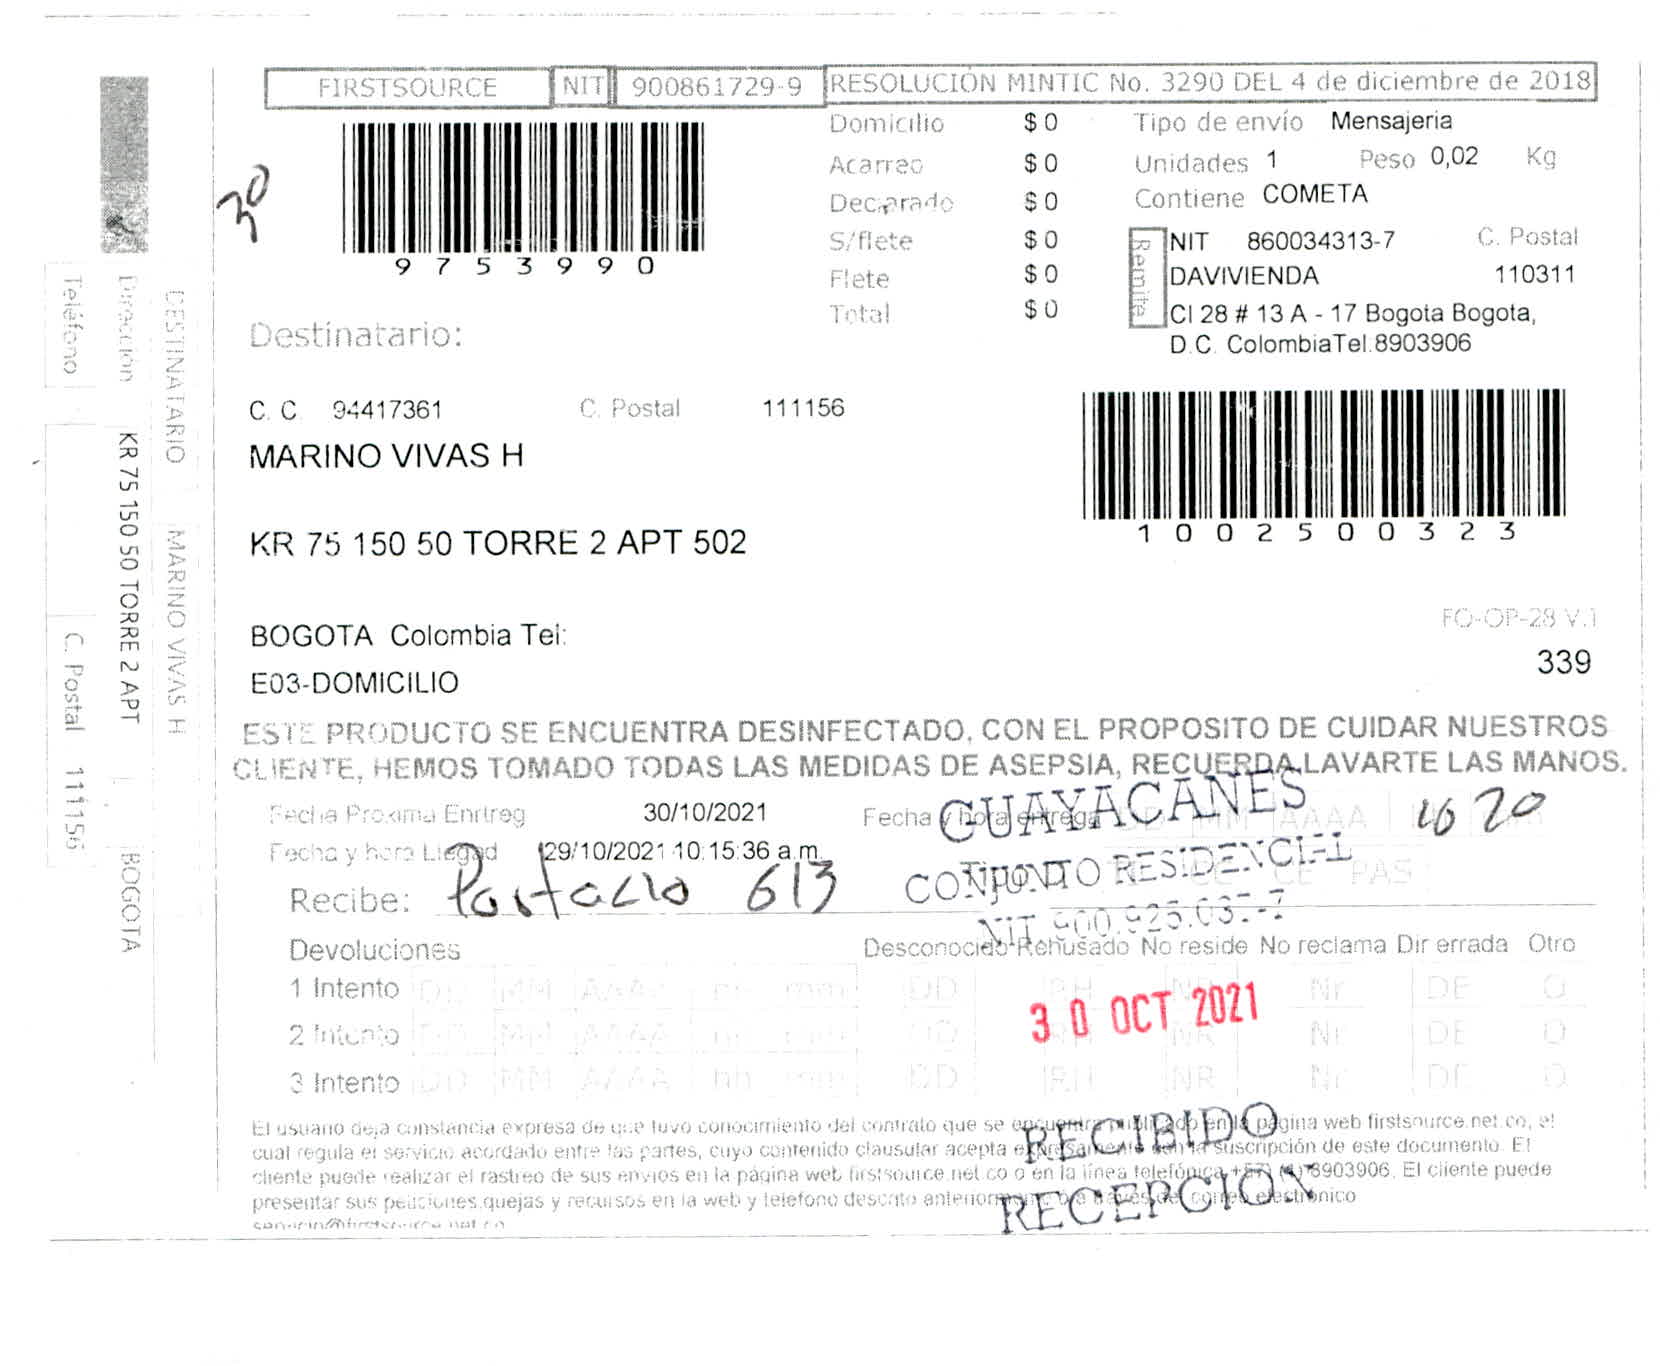 FIRSTSOURCE NIT 900861729-9 RESOLUCIÓN MINTIC No. 3290 DEL 4 de diciembre de 2018
30
97539990
Domicilio $ 0
Acarreo $ 0
Declarado $ 0
S/flete $ 0
Flete $ 0
Total $ 0
Tipo de envío Mensajeria
Unidades 1 Peso 0,02 Kg
Contiene COMETA
Remite
NIT 860034313-7 C. Postal
DAVIVIENDA 110311
Cl 28 # 13 A - 17 Bogota Bogota,
D.C. ColombiaTel.8903906
Destinatario:
C. C 94417361 C. Postal 111156
MARINO VIVAS H
1002500323
KR 75 150 50 TORRE 2 APT 502
BOGOTA Colombia Tel:
FO-OP-28 V.1
339
E03-DOMICILIO
ESTE PRODUCTO SE ENCUENTRA DESINFECTADO, CON EL PROPOSITO DE CUIDAR NUESTROS
CLIENTE, HEMOS TOMADO TODAS LAS MEDIDAS DE ASEPSIA, RECUERDA LAVARTE LAS MANOS.
Fecha Proxima Enrtreg 30/10/2021 Fecha y hora entrega DD MM AAAA
Fecha y hora Llegad 29/10/2021 10:15:36 a.m.
Recibe: 613 CE PAS
GUAYACANES
CONJUNTO RESIDENCIAL
NIT 900.925.03
Devoluciones Desconocido Rehusado No reside No reclama Dir errada Otro
1 Intento DD MM AAAA hh mm DD RH NR Nr DE O
2 Intento DD MM AAAA hh mm DD RH NR Nr DE O
3 Intento DD MM AAAA hh mm DD RH NR Nr DE O
30 OCT 2021
El usuario deja constancia expresa de que tuvo conocimiento del contrato que se encuentra publicado en la página web firstsource.net.co, el
cual regula el servicio acordado entre las partes, cuyo contenido clausular acepta expresamente con la suscripción de este documento. El
cliente puede realizar el rastreo de sus envios en la página web firstsource.net.co o en la línea telefónica +57 (1) 8903906. El cliente puede
presentar sus peticiones,quejas y recursos en la web y telefono descrito anteriormente o a través del correo electrónico
servicio@firstsource.net.co
RECIBIDO
RECEPCION
DESTINATARIO MARINO VIVAS H
Dirección KR 75 150 50 TORRE 2 APT BOGOTA
Teléfono C. Postal 111156